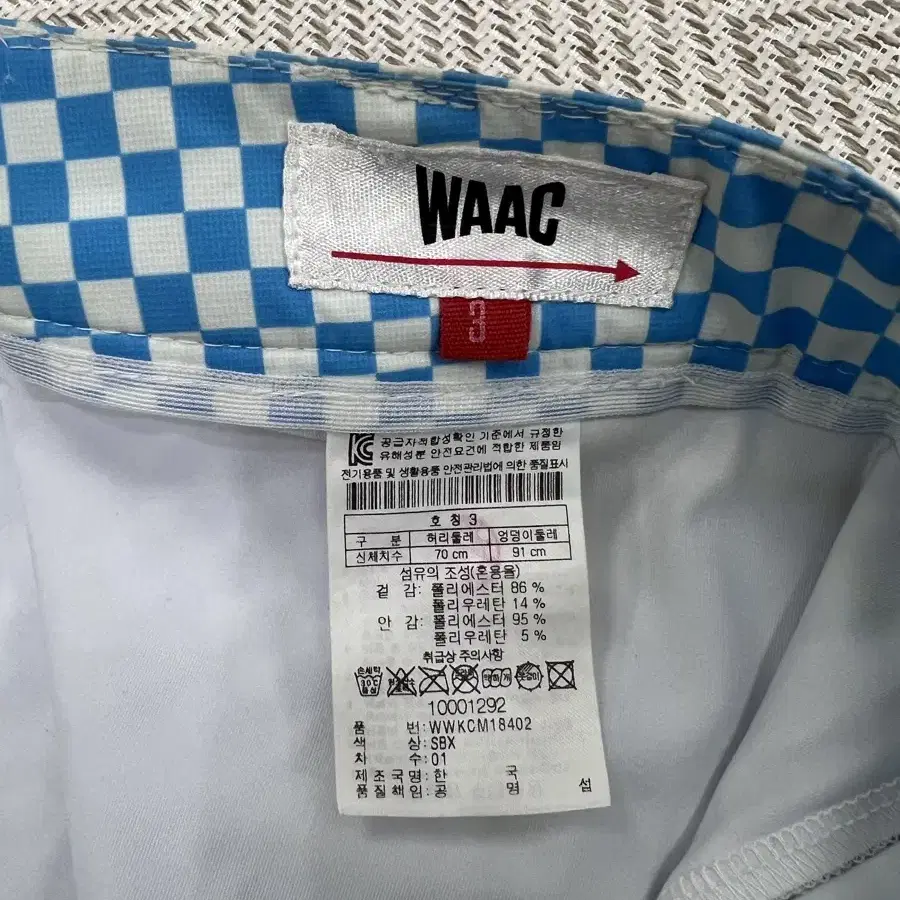 WAAC
공급자적합성확인 기준에서 규정한
유해성분 안전요건에 적합한 제품임
전기용품 및 생활용품 안전관리법에 의한 품질표시
호 칭 3
구 분 허리둘레 엉덩이둘레
신체치수 70 cm 91 cm
섬유의 조성(혼용율)
겉 감: 폴리에스터 86 %
폴리우레탄 14 %
안 감: 폴리에스터 95 %
폴리우레탄 5 %
취급상 주의사항
손세탁
30℃
중성
10001292
품 번: WWKCM18402
색 상: SBX
차 수: 01
제 조 국 명: 한 국
품 질 책 임: 공 명 섭